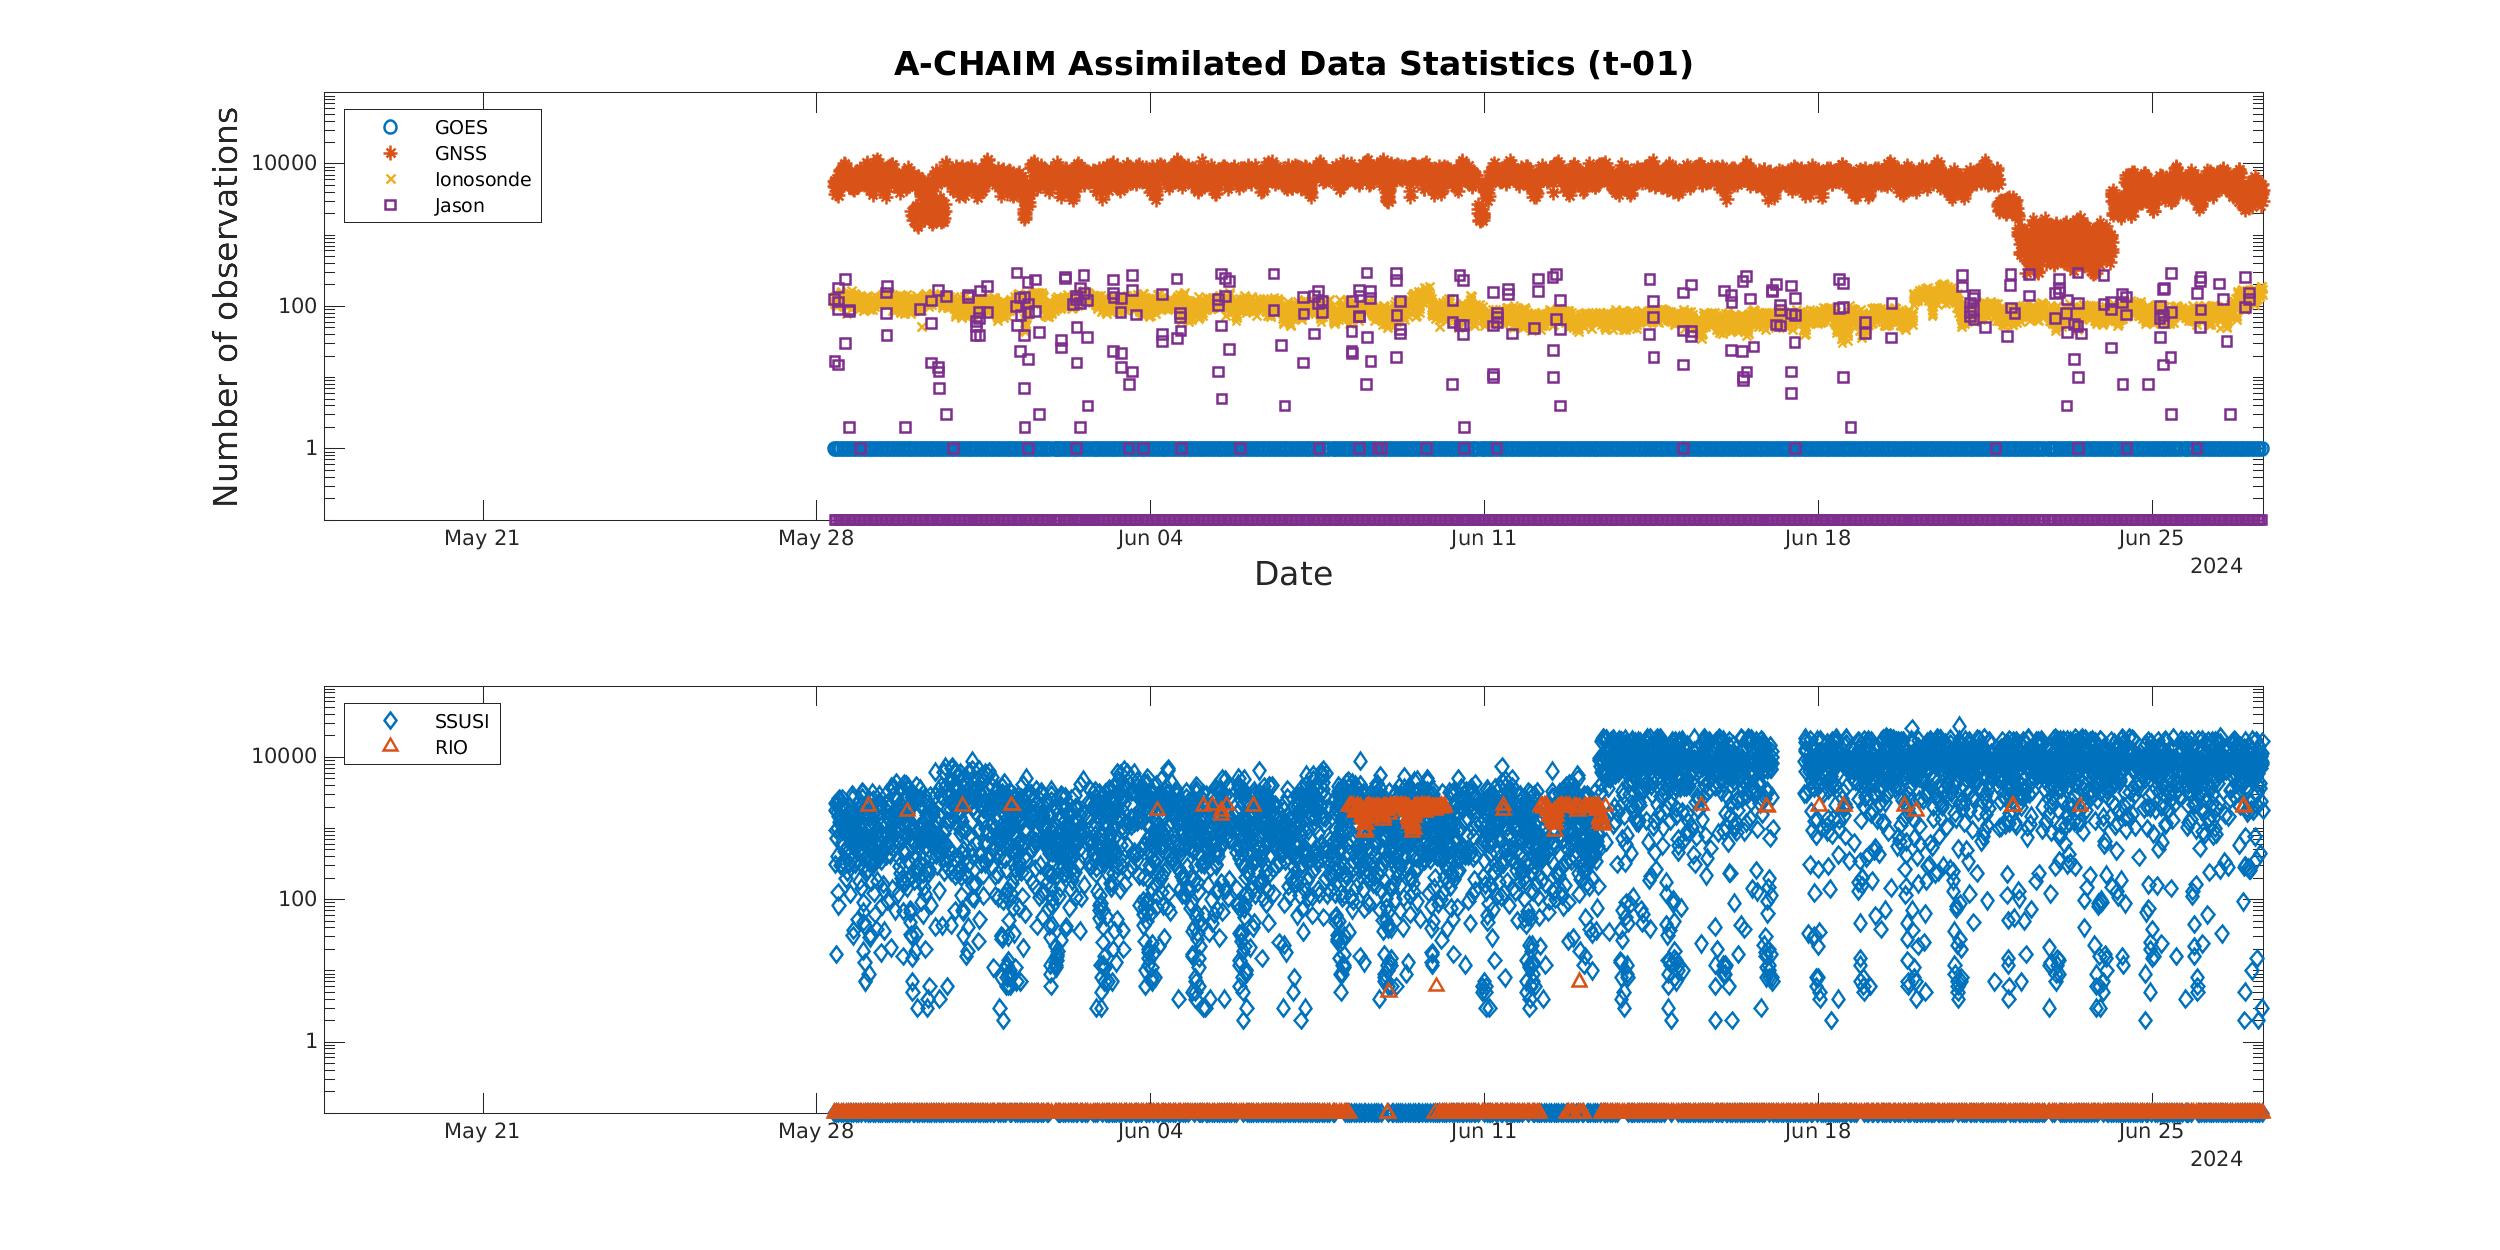 A-CHAIM Assimilated Data Statistics (t-01)
Number of observations
10000
100
1
GOES
GNSS
Ionosonde
Jason
May 21
May 28
Jun 04
Jun 11
Jun 18
Jun 25
2024
Date
10000
100
1
SSUSI
RIO
May 21
May 28
Jun 04
Jun 11
Jun 18
Jun 25
2024